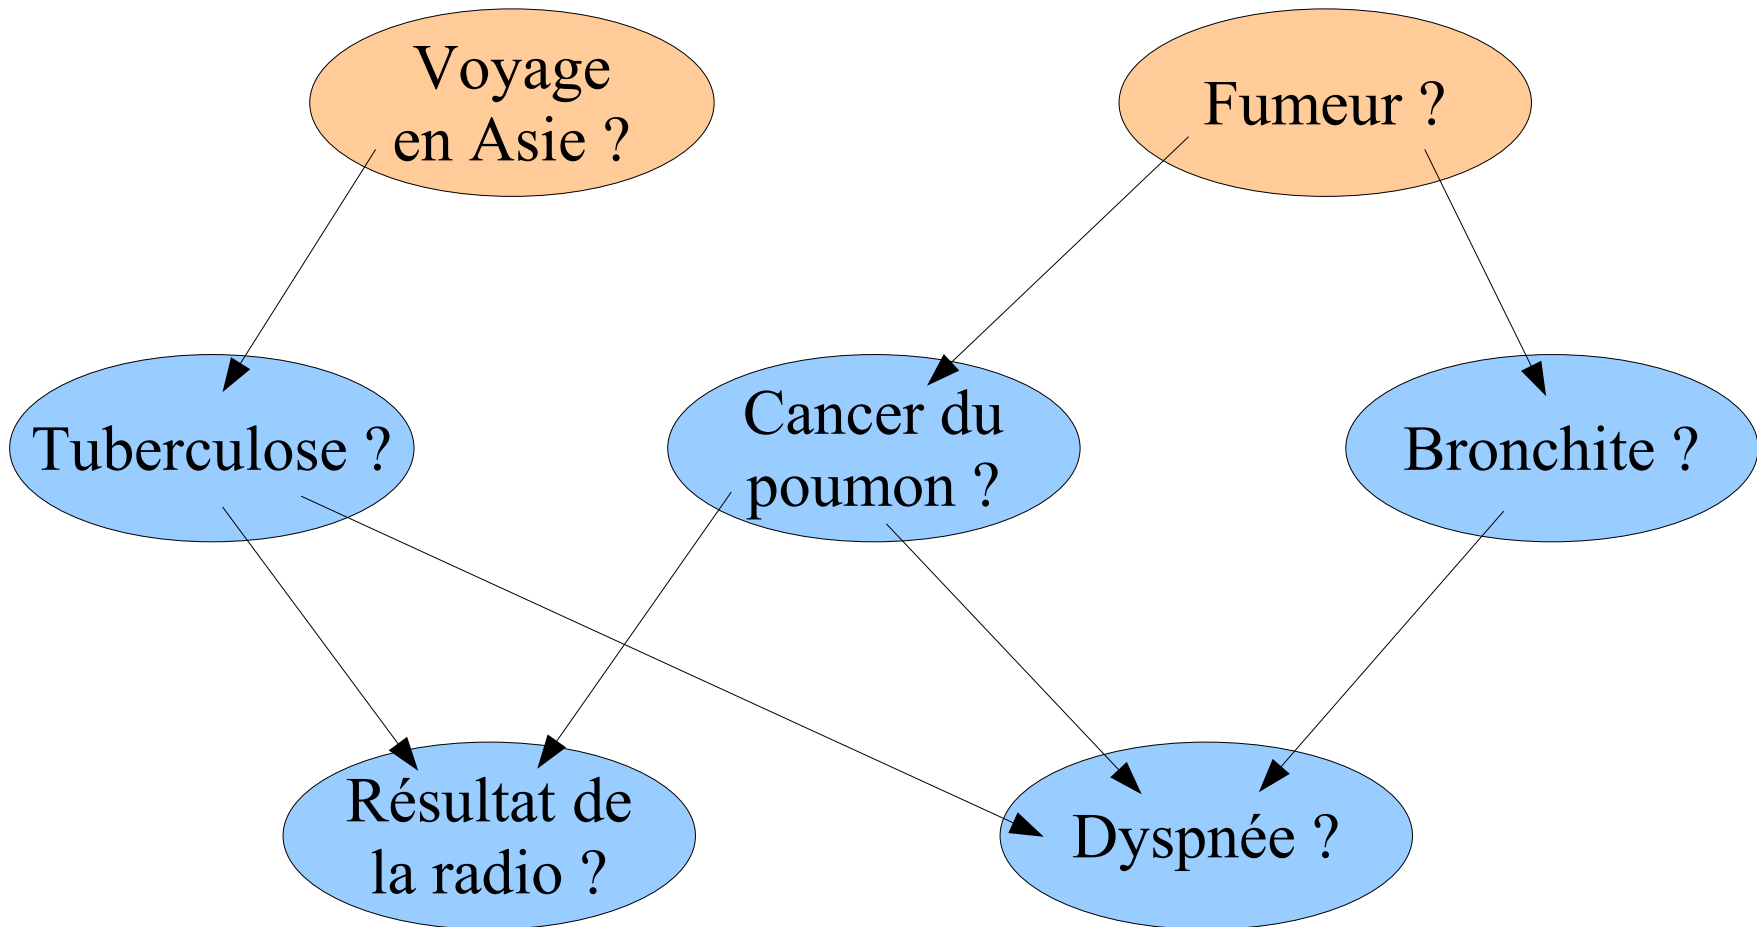 Voyage
en Asie ?
Fumeur ?
Tuberculose ?
Cancer du
poumon ?
Bronchite ?
Résultat de
la radio ?
Dyspnée ?